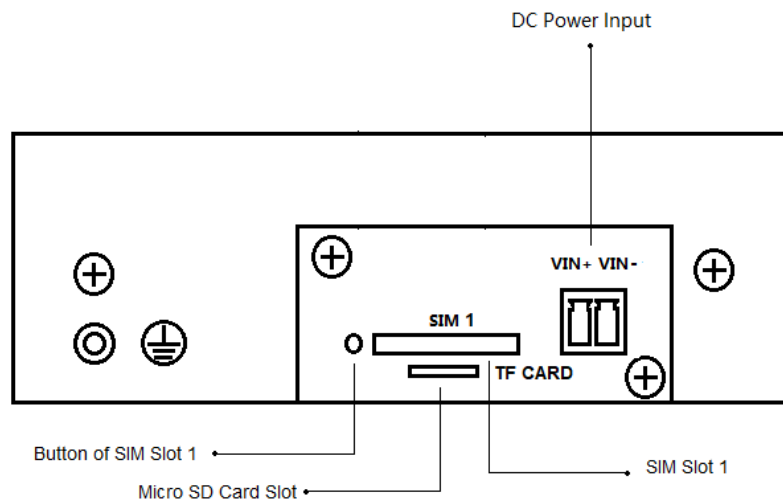 DC Power Input
VIN+ VIN-
SIM 1
TF CARD
Button of SIM Slot 1
SIM Slot 1
Micro SD Card Slot